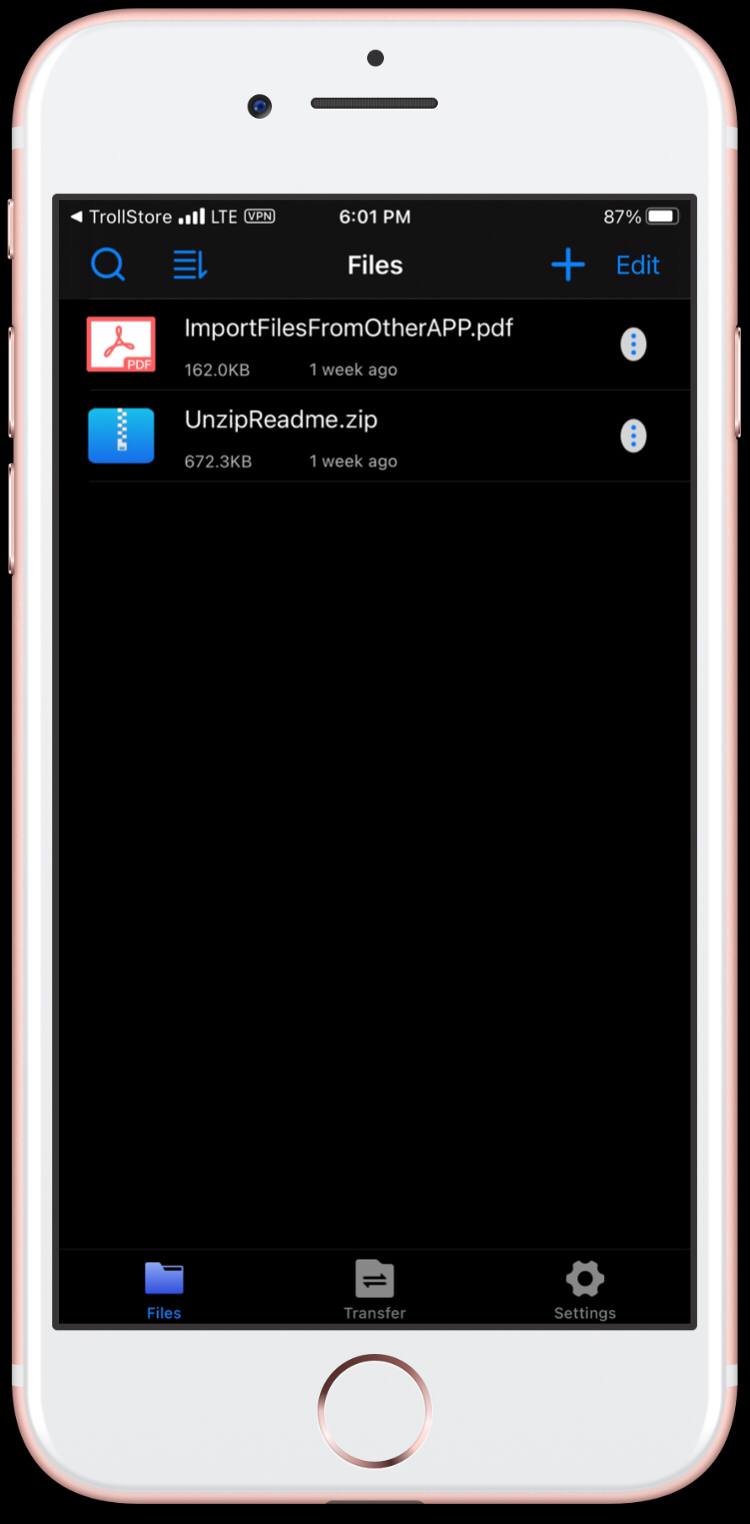 ◀ TrollStore LTE VPN 6:01 PM 87%
Files Edit
ImportFilesFromOtherAPP.pdf
PDF
162.0KB 1 week ago
UnzipReadme.zip
672.3KB 1 week ago
Files Transfer Settings